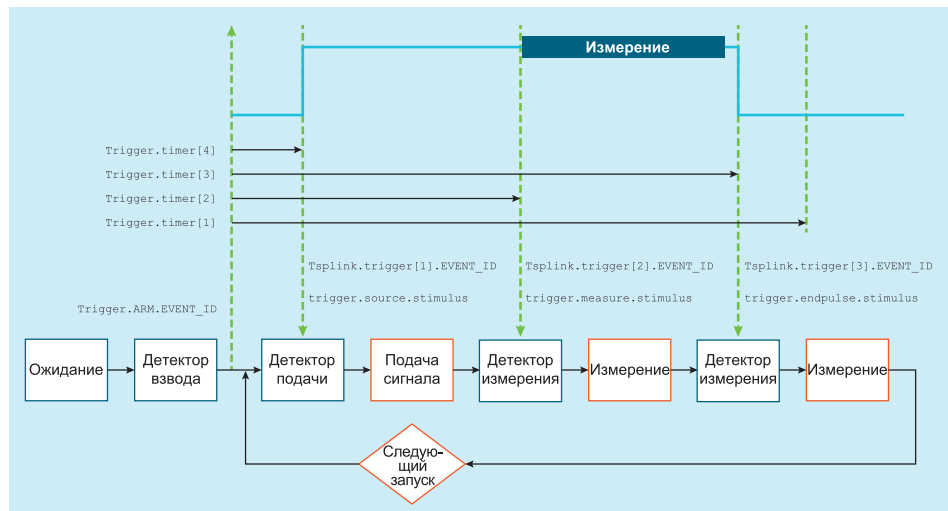 Измерение
Trigger.timer[4]
Trigger.timer[3]
Trigger.timer[2]
Trigger.timer[1]
Tsplink.trigger[1].EVENT_ID
Tsplink.trigger[2].EVENT_ID
Tsplink.trigger[3].EVENT_ID
trigger.source.stimulus
trigger.measure.stimulus
trigger.endpulse.stimulus
Trigger.ARM.EVENT_ID
Ожидание
Детектор
взвода
Детектор
подачи
Подача
сигнала
Детектор
измерения
Измерение
Детектор
измерения
Измерение
Следую-
щий
запуск